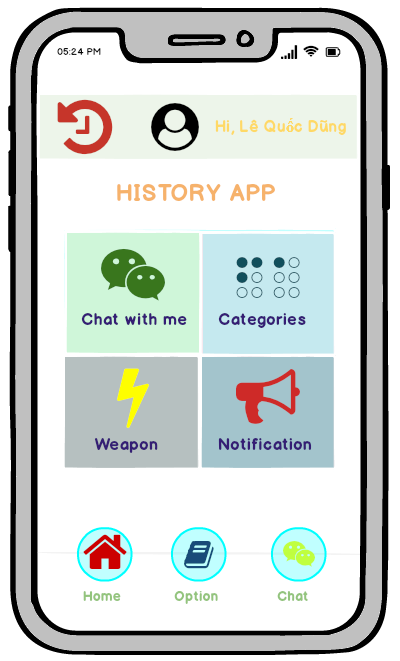 05:24 PM
Hi, Lê Quốc Dũng
HISTORY APP
Chat with me
Categories
Weapon
Notification
Home
Option
Chat